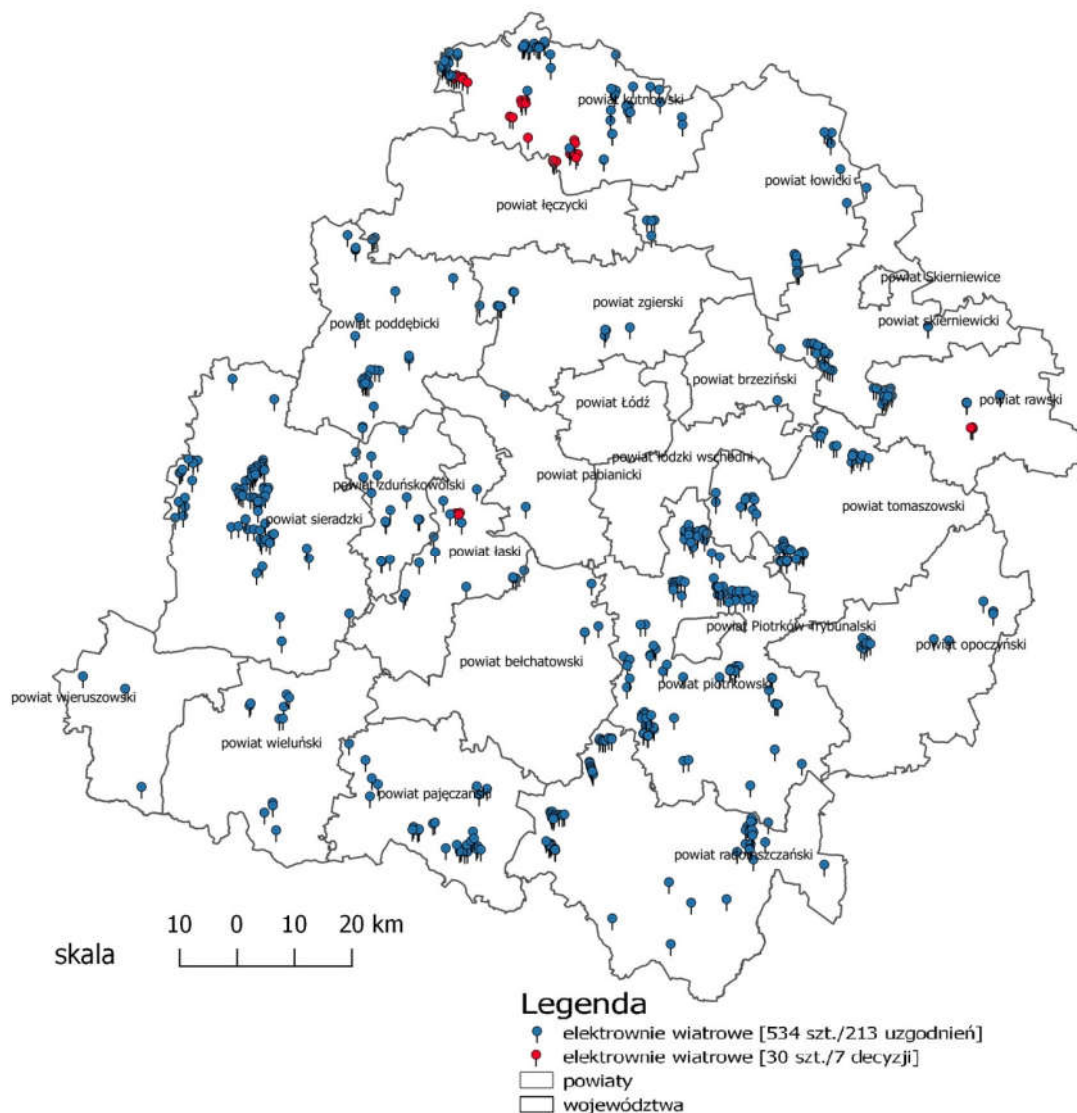 powiat kutnowski
powiat łowicki
powiat łęczycki
powiat Skierniewice
powiat zgierski
powiat skierniewicki
powiat poddębicki
powiat brzeziński
powiat rawski
powiat Łódź
powiat łódzki wschodni
powiat pabianicki
powiat zduńskowolski
powiat tomaszowski
powiat sieradzki
powiat łaski
powiat Piotrków Trybunalski
powiat opoczyński
powiat bełchatowski
powiat piotrkowski
powiat wieruszowski
powiat wieluński
powiat pajęczański
powiat radomszczański
10 0 10 20 km
skala
Legenda
elektrownie wiatrowe [534 szt./213 uzgodnień]
elektrownie wiatrowe [30 szt./7 decyzji]
powiaty
województwa